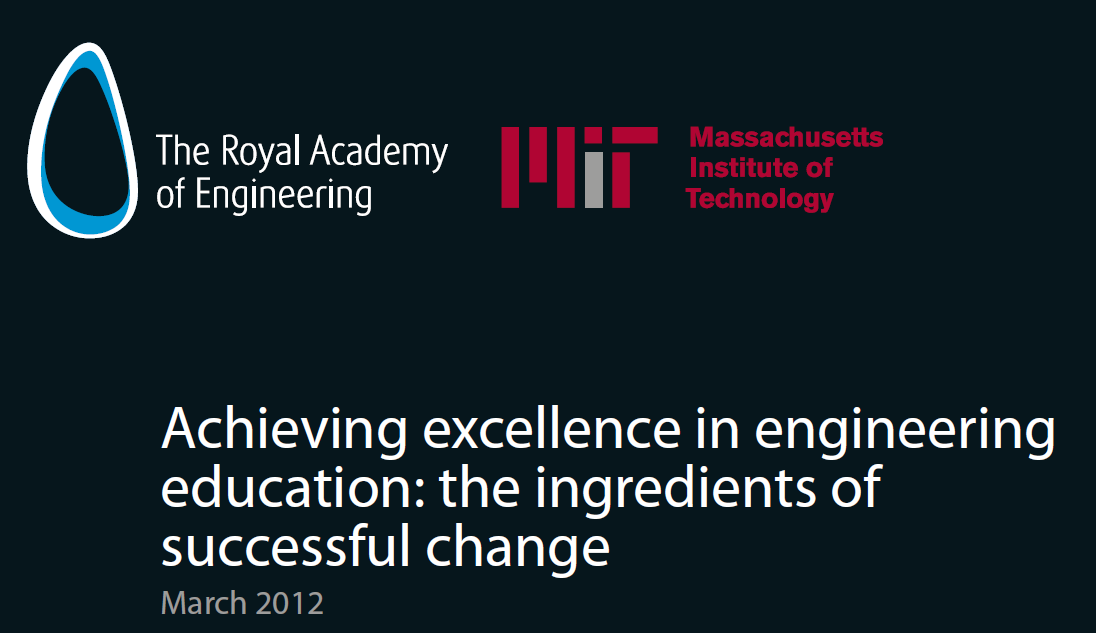 The Royal Academy
of Engineering
MiT
Massachusetts
Institute of
Technology
Achieving excellence in engineering
education: the ingredients of
successful change
March 2012